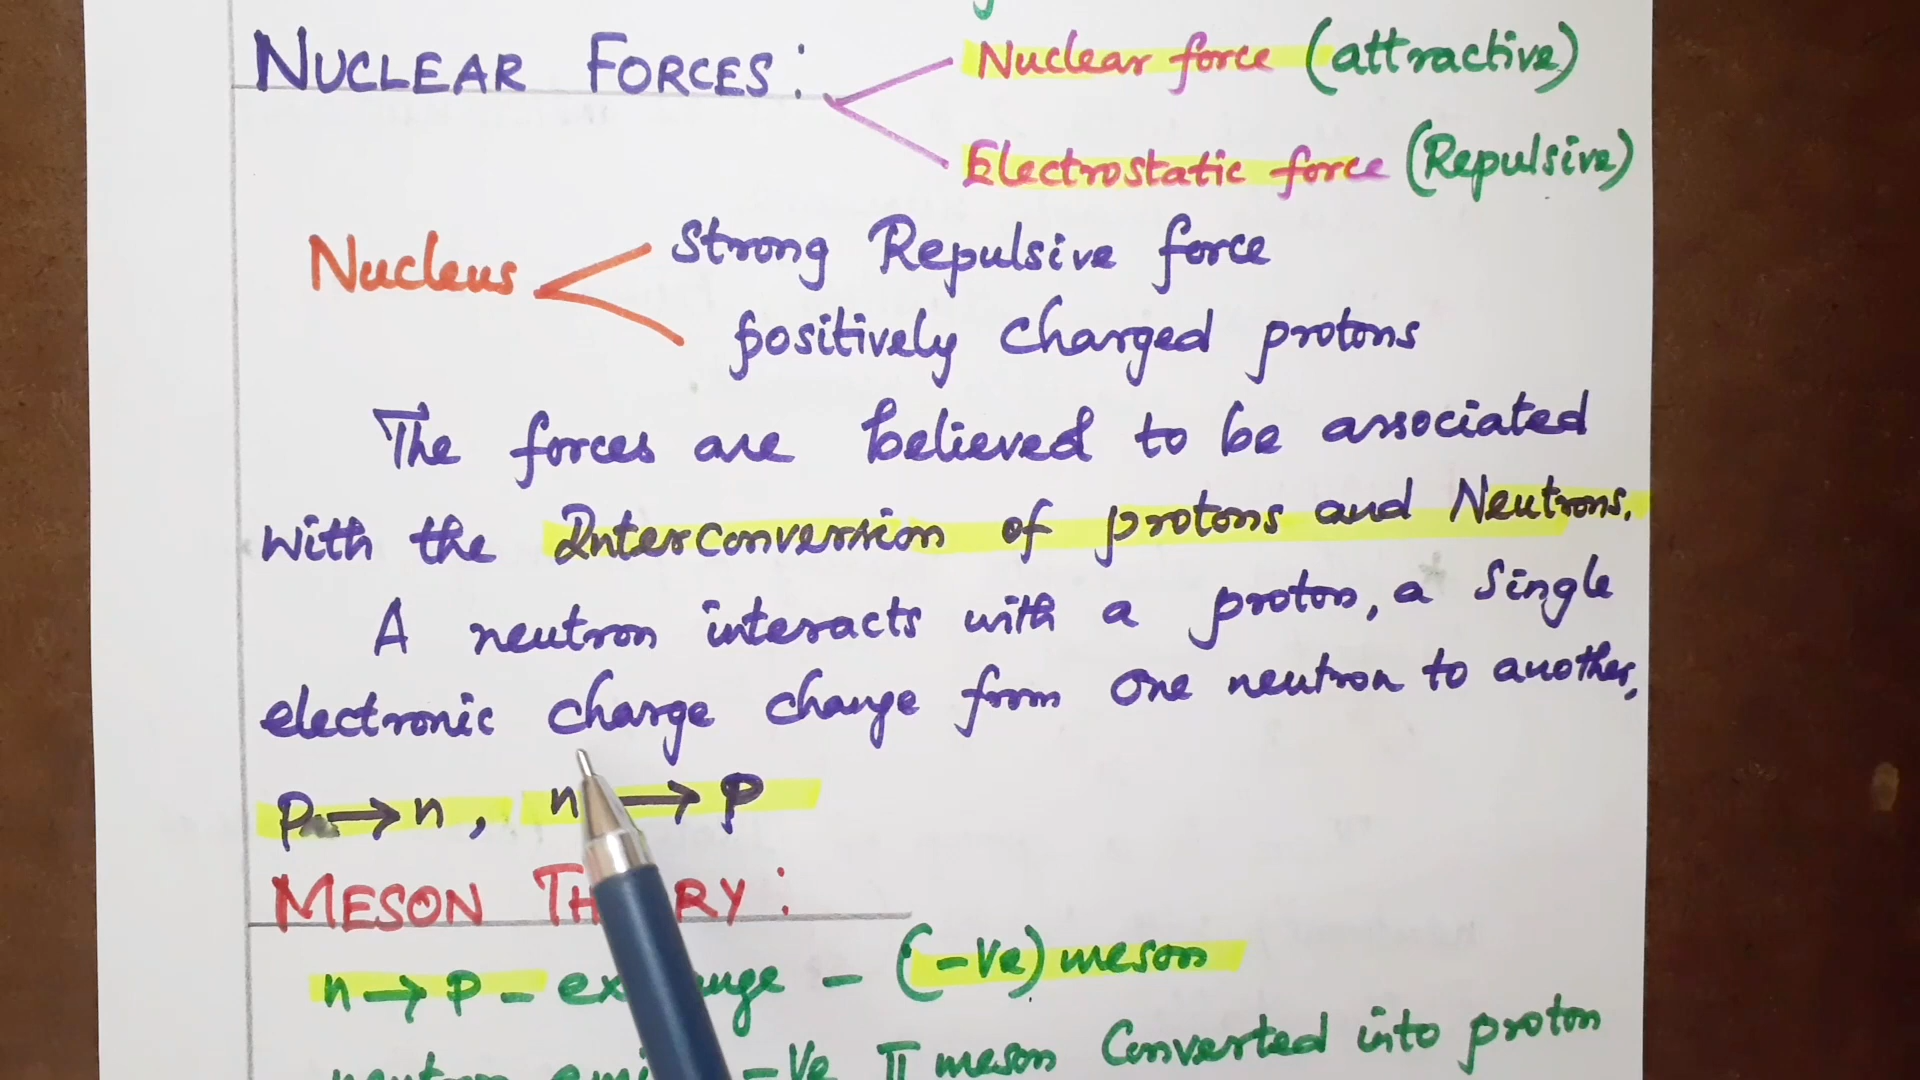 NUCLEAR FORCES:
Nuclear force (attractive)
Electrostatic force (Repulsive)
Nucleus
Strong Repulsive force
positively charged protons
The forces are believed to be associated
with the Interconversion of protons and Neutrons.
A neutron interacts with a proton, a single
electronic charge change from one neutron to another,
p → n, n → p
MESON
n → p - - (-ve) meson
-ve π meson Converted into proton